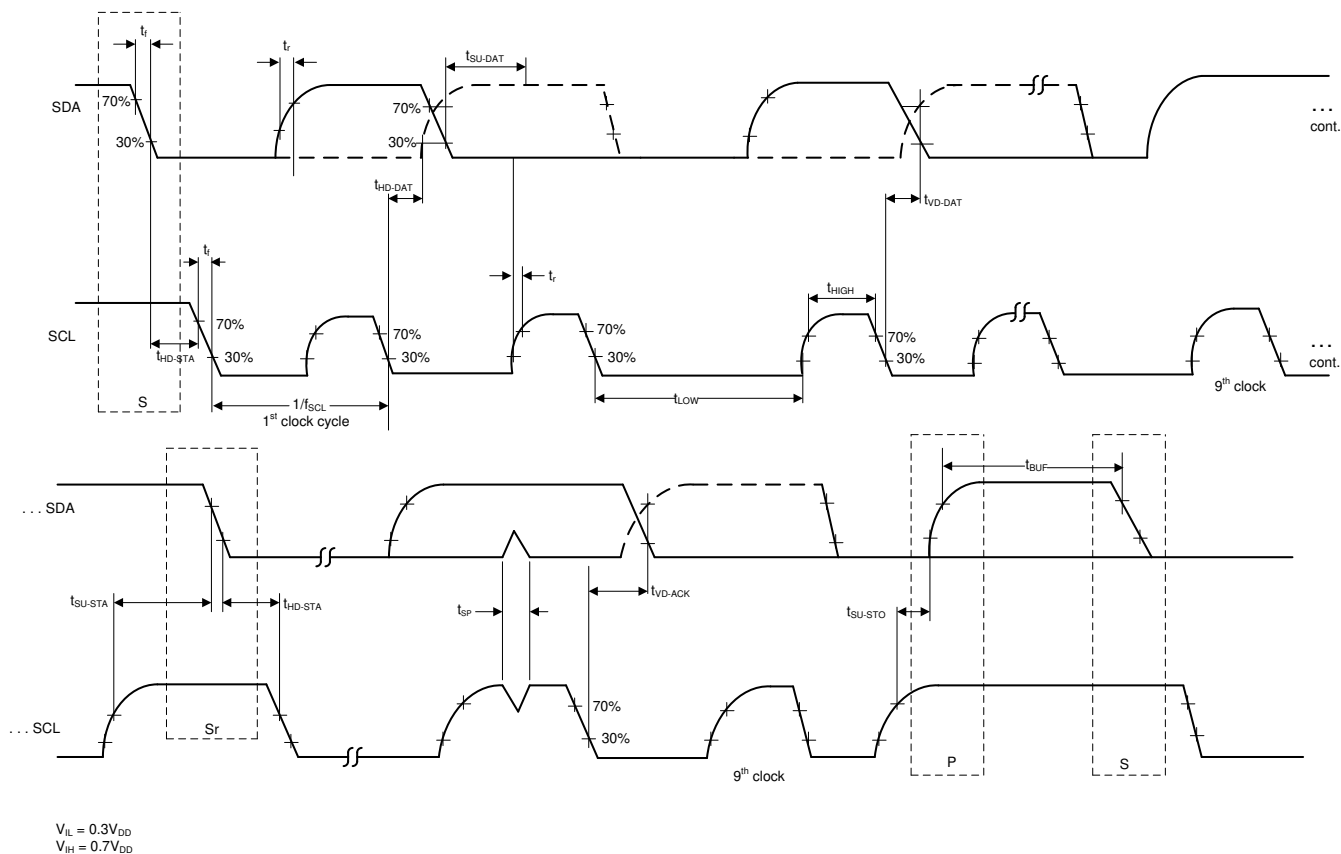 tf
tr
tSU-DAT
SDA
70%
30%
70%
30%
...
cont.
tHD-DAT
tVD-DAT
tf
tr
tHIGH
SCL
70%
30%
tHD-STA
70%
30%
70%
30%
70%
30%
...
cont.
S
1/fSCL
1st clock cycle
tLOW
9th clock
tBUF
... SDA
tSU-STA
tHD-STA
tSP
tVD-ACK
tSU-STO
70%
30%
... SCL
Sr
9th clock
P
S
VIL = 0.3VDD
VIH = 0.7VDD